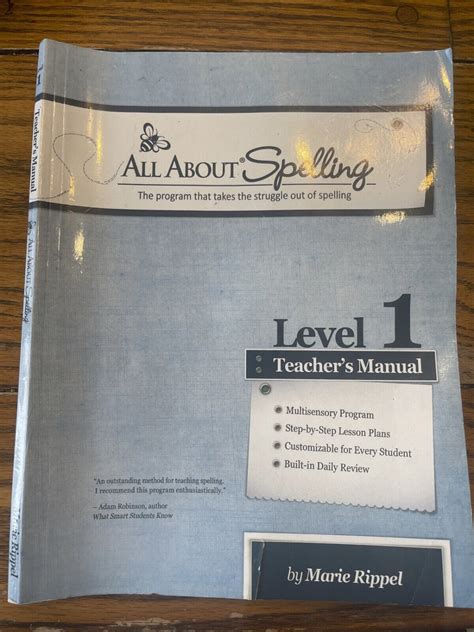 Teacher's Manual
ALL ABOUT Spelling
ALL ABOUT® Spelling
The program that takes the struggle out of spelling
Level 1
Teacher's Manual
Multisensory Program
Step-by-Step Lesson Plans
Customizable for Every Student
Built-in Daily Review
"An outstanding method for teaching spelling.
I recommend this program enthusiastically."
– Adam Robinson, author
What Smart Students Know
by Marie Rippel
Rippel